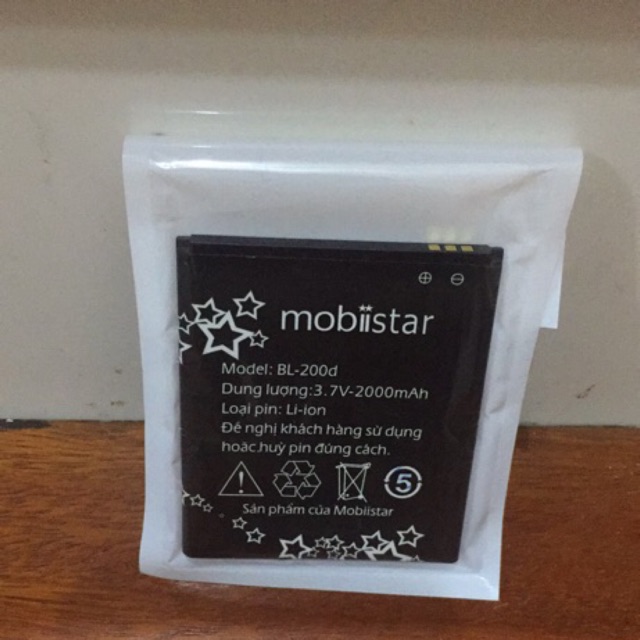 mobiistar
Model: BL-200d
Dung lượng:3.7V-2000mAh
Loại pin: Li-ion
Đề nghị khách hàng sử dụng
hoặc.huỷ pin đúng cách.
5
Sản phẩm của Mobiistar